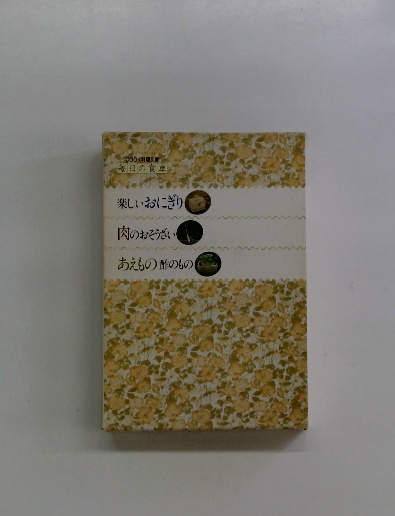 毎日の食卓
楽しいおにぎり
肉のおそうざい
あえもの 酢のもの